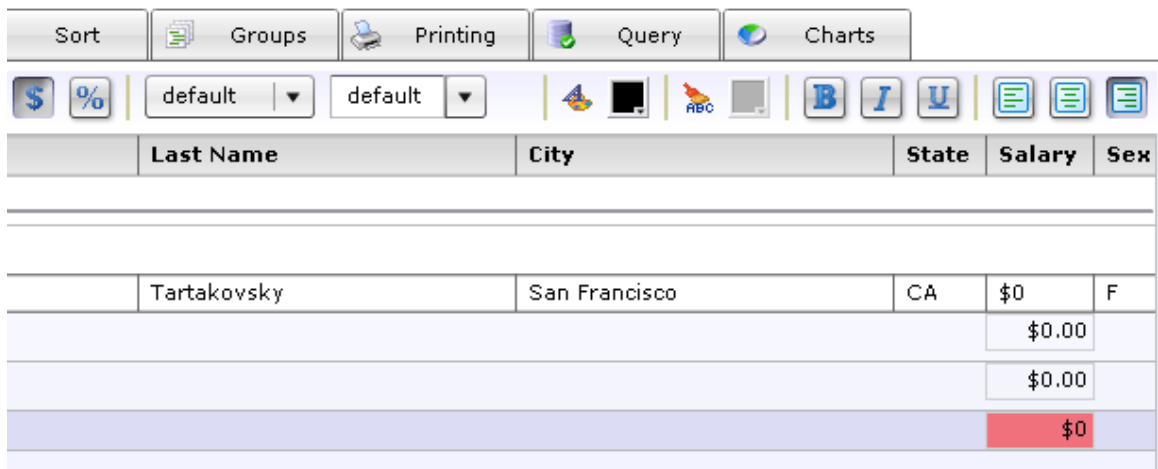 Sort Groups Printing Query Charts
$ % default default ABC B I U
Last Name City State Salary Sex
Tartakovsky San Francisco CA $0 F
$0.00
$0.00
$0